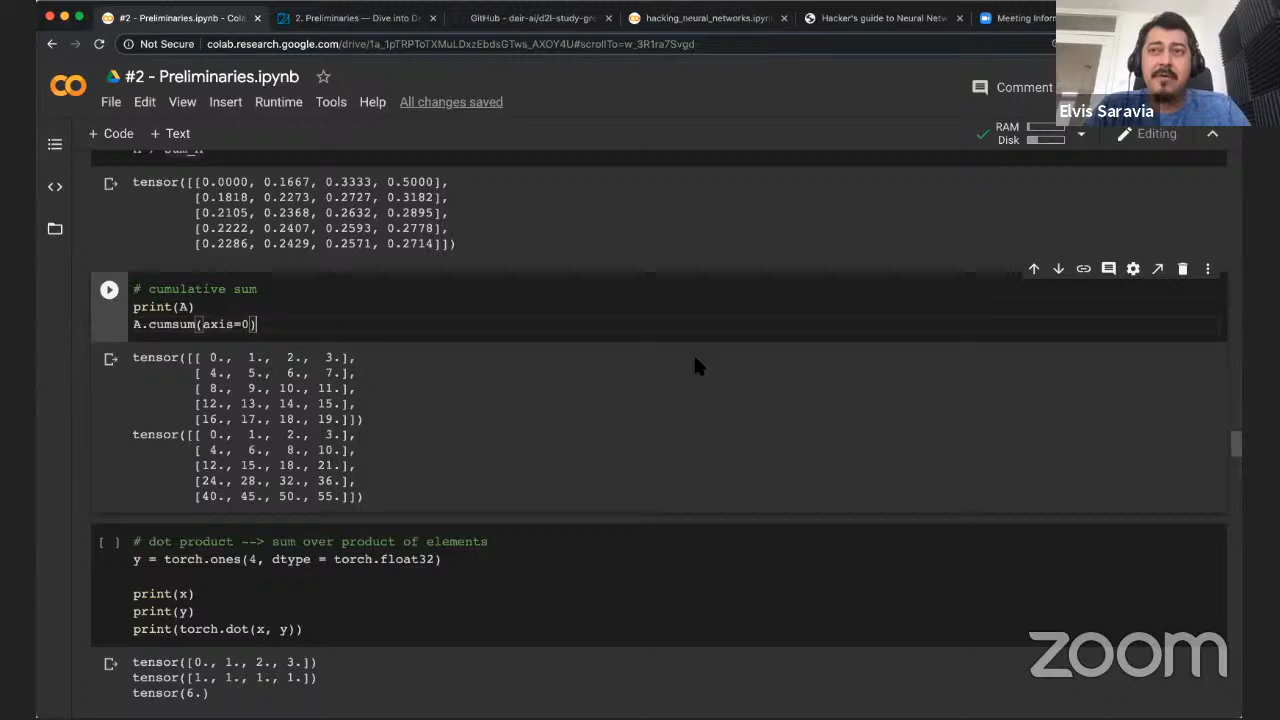 #2 - Preliminaries.ipynb - Cola
2. Preliminaries — Dive into D
GitHub - dair-ai/d2l-study-gro
hacking_neural_networks.ipynb
Hacker's guide to Neural Netw
Meeting Inform
Not Secure
colab.research.google.com/drive/1a_1pTRPToTXMuLDxzEbdsGTws_AXOY4U#scrollTo=w_3R1ra7Svgd
#2 - Preliminaries.ipynb
File Edit View Insert Runtime Tools Help All changes saved
Comment
Elvis Saravia
+ Code + Text
RAM
Disk
Editing
A / sum_A
tensor([[0.0000, 0.1667, 0.3333, 0.5000],
[0.1818, 0.2273, 0.2727, 0.3182],
[0.2105, 0.2368, 0.2632, 0.2895],
[0.2222, 0.2407, 0.2593, 0.2778],
[0.2286, 0.2429, 0.2571, 0.2714]])
# cumulative sum
print(A)
A.cumsum(axis=0)
tensor([[ 0., 1., 2., 3.],
[ 4., 5., 6., 7.],
[ 8., 9., 10., 11.],
[12., 13., 14., 15.],
[16., 17., 18., 19.]])
tensor([[ 0., 1., 2., 3.],
[ 4., 6., 8., 10.],
[12., 15., 18., 21.],
[24., 28., 32., 36.],
[40., 45., 50., 55.]])
[ ] # dot product --> sum over product of elements
y = torch.ones(4, dtype = torch.float32)
print(x)
print(y)
print(torch.dot(x, y))
tensor([0., 1., 2., 3.])
tensor([1., 1., 1., 1.])
tensor(6.)
zoom